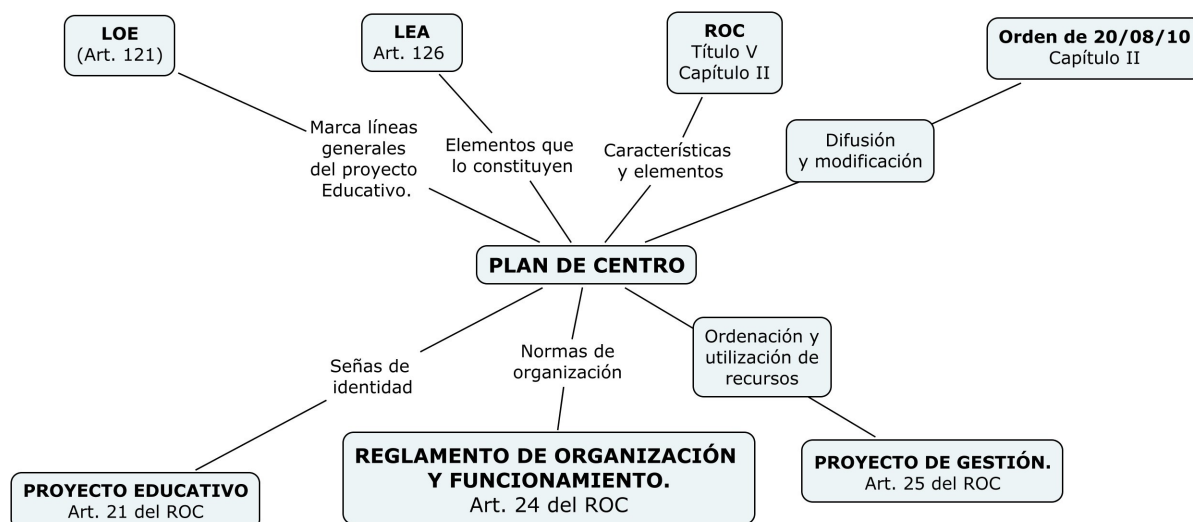 LOE
(Art. 121)
LEA
Art. 126
ROC
Título V
Capítulo II
Orden de 20/08/10
Capítulo II
Marca líneas
generales
del proyecto
Educativo.
Elementos que
lo constituyen
Características
y elementos
Difusión
y modificación
PLAN DE CENTRO
Señas de
identidad
Normas de
organización
Ordenación y
utilización de
recursos
PROYECTO EDUCATIVO
Art. 21 del ROC
REGLAMENTO DE ORGANIZACIÓN
Y FUNCIONAMIENTO.
Art. 24 del ROC
PROYECTO DE GESTIÓN.
Art. 25 del ROC